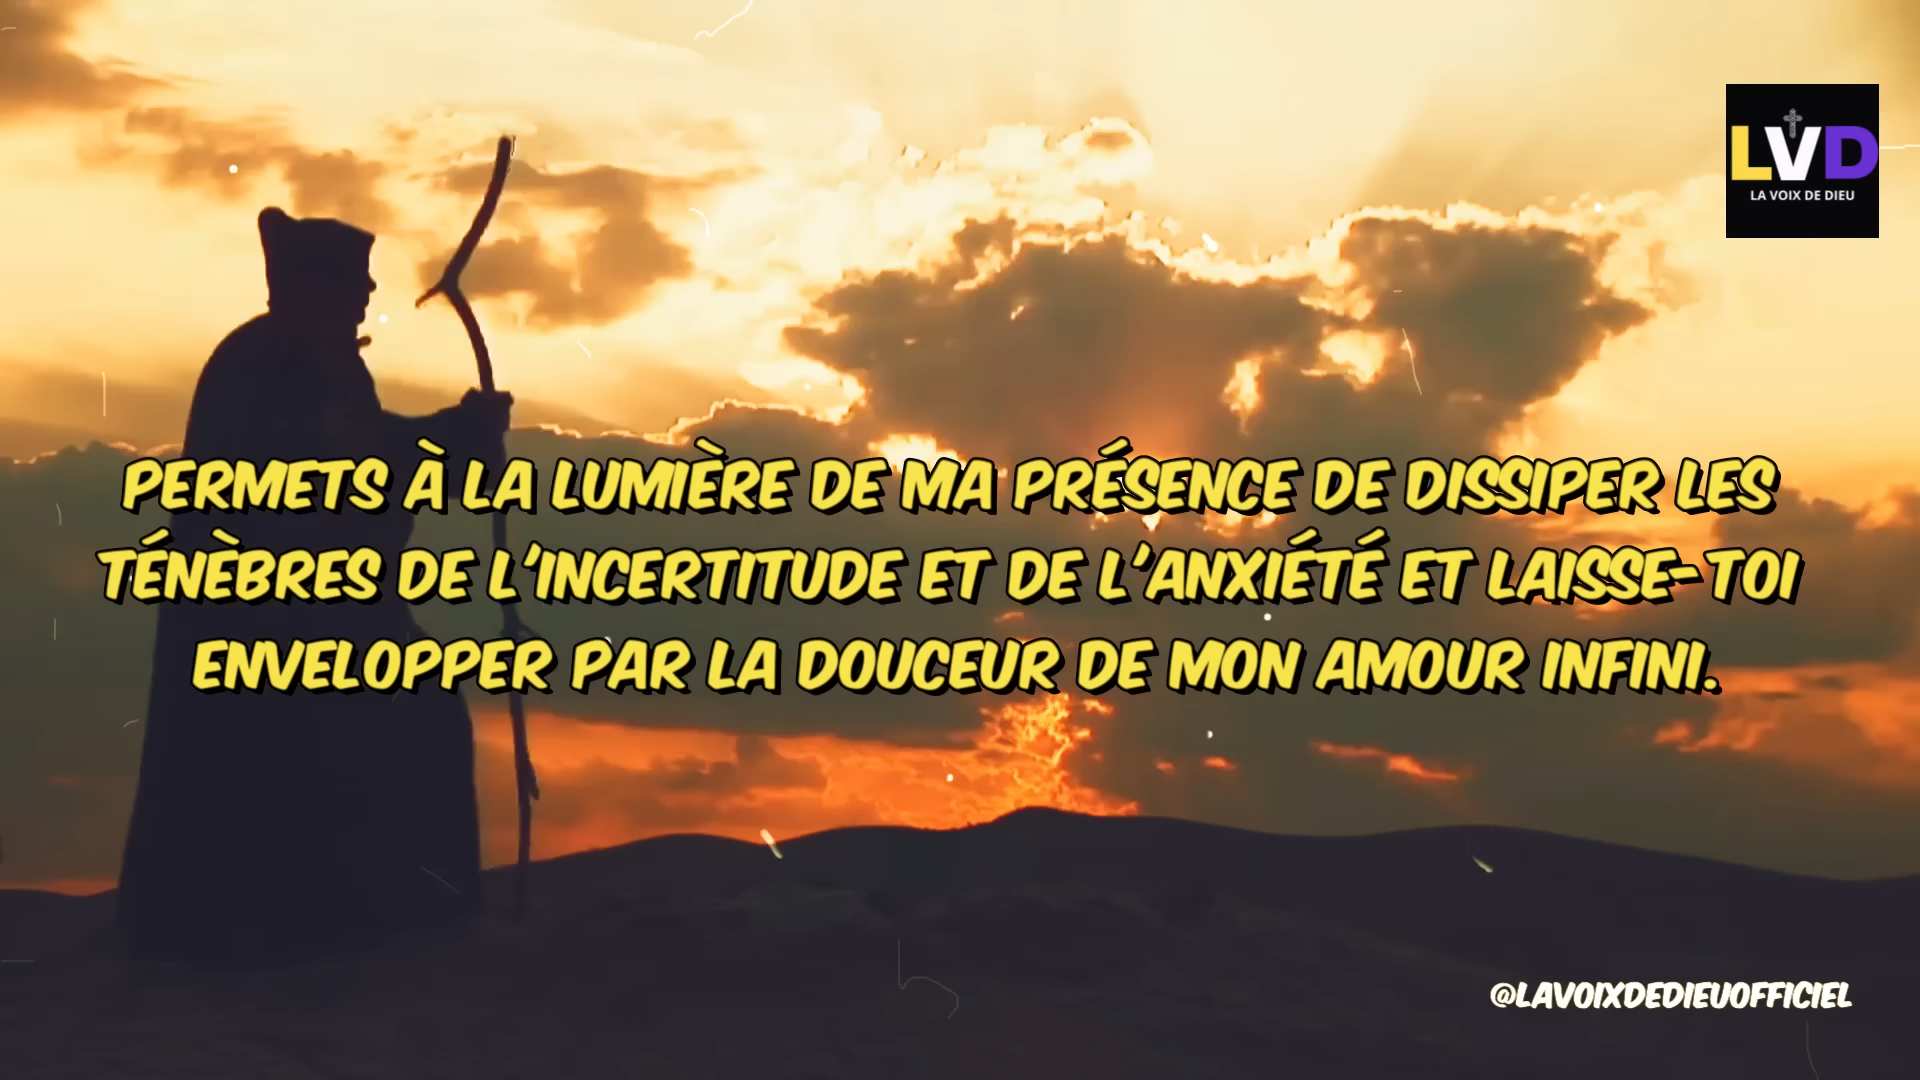 LVD
LA VOIX DE DIEU
PERMETS À LA LUMIÈRE DE MA PRÉSENCE DE DISSIPER LES
TÉNÈBRES DE L'INCERTITUDE ET DE L'ANXIÉTÉ ET LAISSE-TOI
ENVELOPPER PAR LA DOUCEUR DE MON AMOUR INFINI.
@LAVOIXDEDIEUOFFICIEL